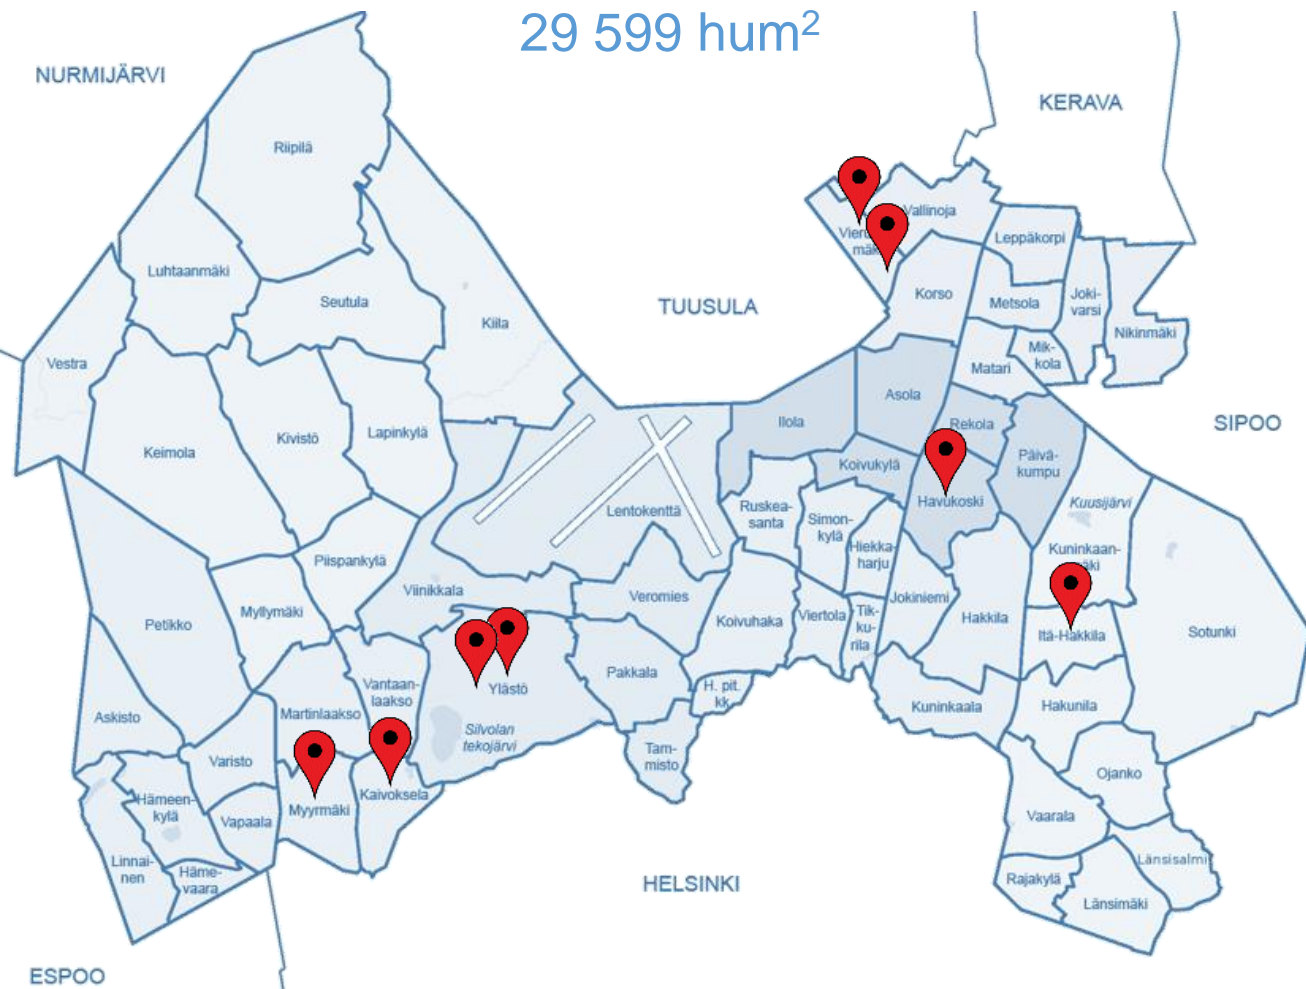 29 599 hum²
NURMIJÄRVI
KERAVA
Riipilä
Vallinoja
Vieru-
mäki
Leppäkorpi
Luhtaanmäki
Seutula
Kiila
TUUSULA
Korso
Metsola
Joki-
varsi
Nikinmäki
Vestra
Matari
Mik-
kola
Keimola
Kivistö
Lapinkylä
Ilola
Asola
Rekola
SIPOO
Koivukylä
Päivä-
kumpu
Havukoski
Kuusijärvi
Lentokenttä
Ruskea-
santa
Simon-
kylä
Hiekka-
harju
Kuninkaan-
mäki
Piispankylä
Viinikkala
Myllymäki
Veromies
Petikko
Koivuhaka
Viertola
Tik-
ku-
rila
Jokiniemi
Hakkila
Itä-Hakkila
Sotunki
Vantaan-
laakso
Ylästö
Pakkala
H. pit.
kk
Kuninkaala
Hakunila
Askisto
Martinlaakso
Silvolan
tekojärvi
Varisto
Tam-
misto
Ojanko
Hämeen-
kylä
Vapaala
Myyrmäki
Kaivoksela
Vaarala
Linnai-
nen
Häme-
vaara
Länsisalmi
Rajakylä
Länsimäki
HELSINKI
ESPOO